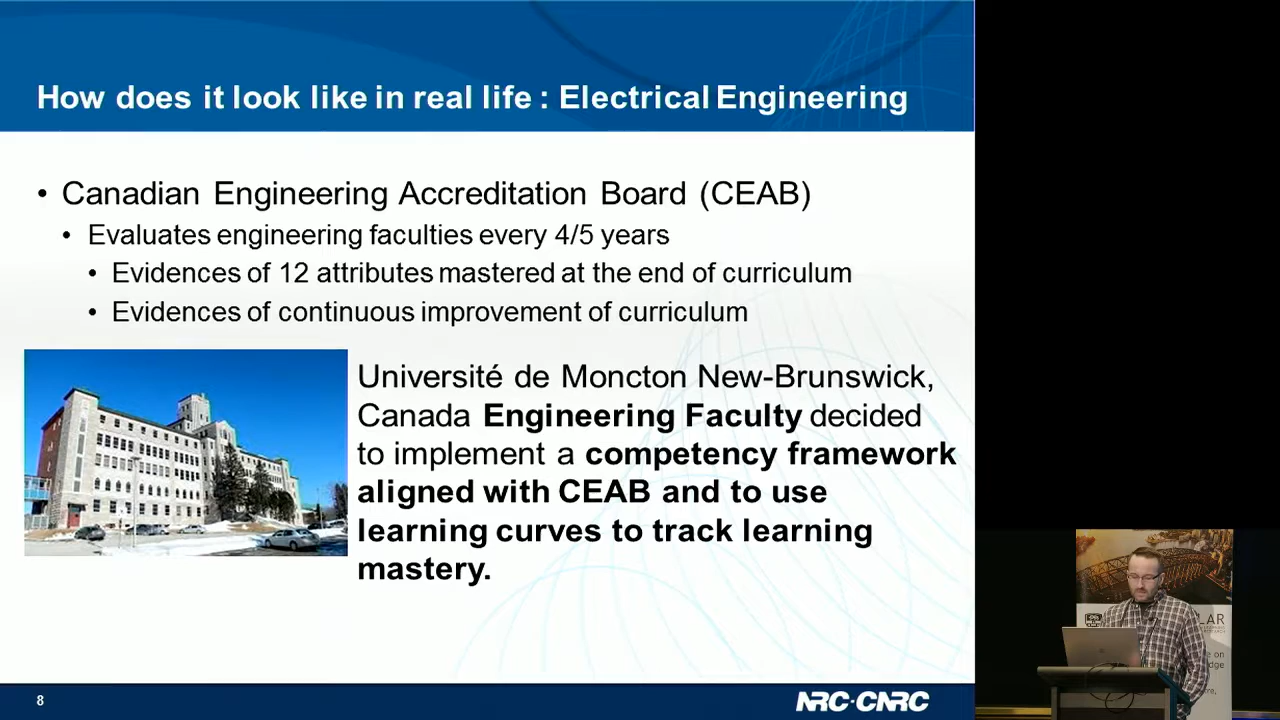 How does it look like in real life : Electrical Engineering
• Canadian Engineering Accreditation Board (CEAB)
• Evaluates engineering faculties every 4/5 years
• Evidences of 12 attributes mastered at the end of curriculum
• Evidences of continuous improvement of curriculum
Université de Moncton New-Brunswick,
Canada Engineering Faculty decided
to implement a competency framework
aligned with CEAB and to use
learning curves to track learning
mastery.
8
NRC·CNRC
LAR
e on